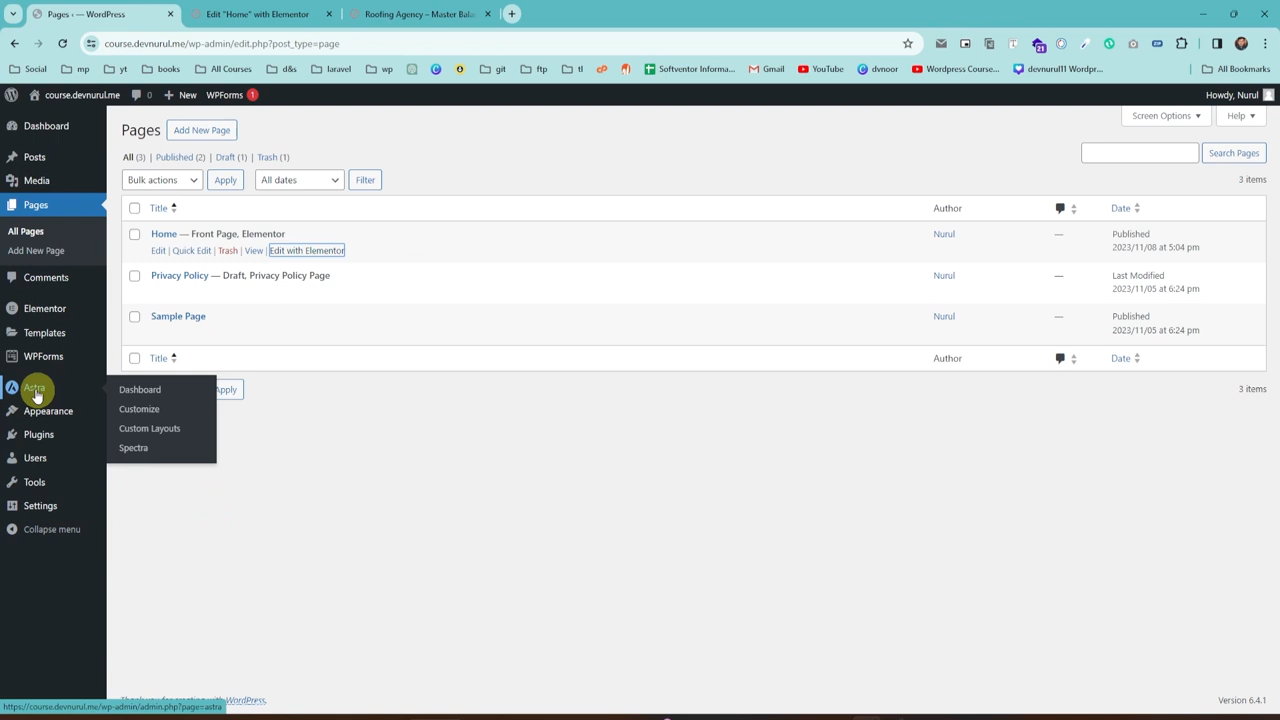 Pages ‹ — WordPress
Edit "Home" with Elementor
Roofing Agency – Master Bala
course.devnurul.me/wp-admin/edit.php?post_type=page
21
Social
mp
yt
books
All Courses
d&s
laravel
wp
git
ftp
tl
Softventor Informa...
Gmail
YouTube
dvnoor
Wordpress Course...
devnurul11 Wordpr...
All Bookmarks
course.devnurul.me
0
New
WPForms 1
Howdy, Nurul
Dashboard
Posts
Media
Pages
All Pages
Add New Page
Comments
Elementor
Templates
WPForms
Astra
Appearance
Plugins
Users
Tools
Settings
Collapse menu
Dashboard
Customize
Custom Layouts
Spectra
Pages
Add New Page
Screen Options
Help
All (3) | Published (2) | Draft (1) | Trash (1)
Search Pages
Bulk actions
Apply
All dates
Filter
3 items
Title
Author
Date
Home — Front Page, Elementor
Edit | Quick Edit | Trash | View | Edit with Elementor
Nurul
—
Published
2023/11/08 at 5:04 pm
Privacy Policy — Draft, Privacy Policy Page
Nurul
—
Last Modified
2023/11/05 at 6:24 pm
Sample Page
Nurul
—
Published
2023/11/05 at 6:24 pm
Title
Author
Date
Apply
3 items
Thank you for creating with WordPress.
Version 6.4.1
https://course.devnurul.me/wp-admin/admin.php?page=astra